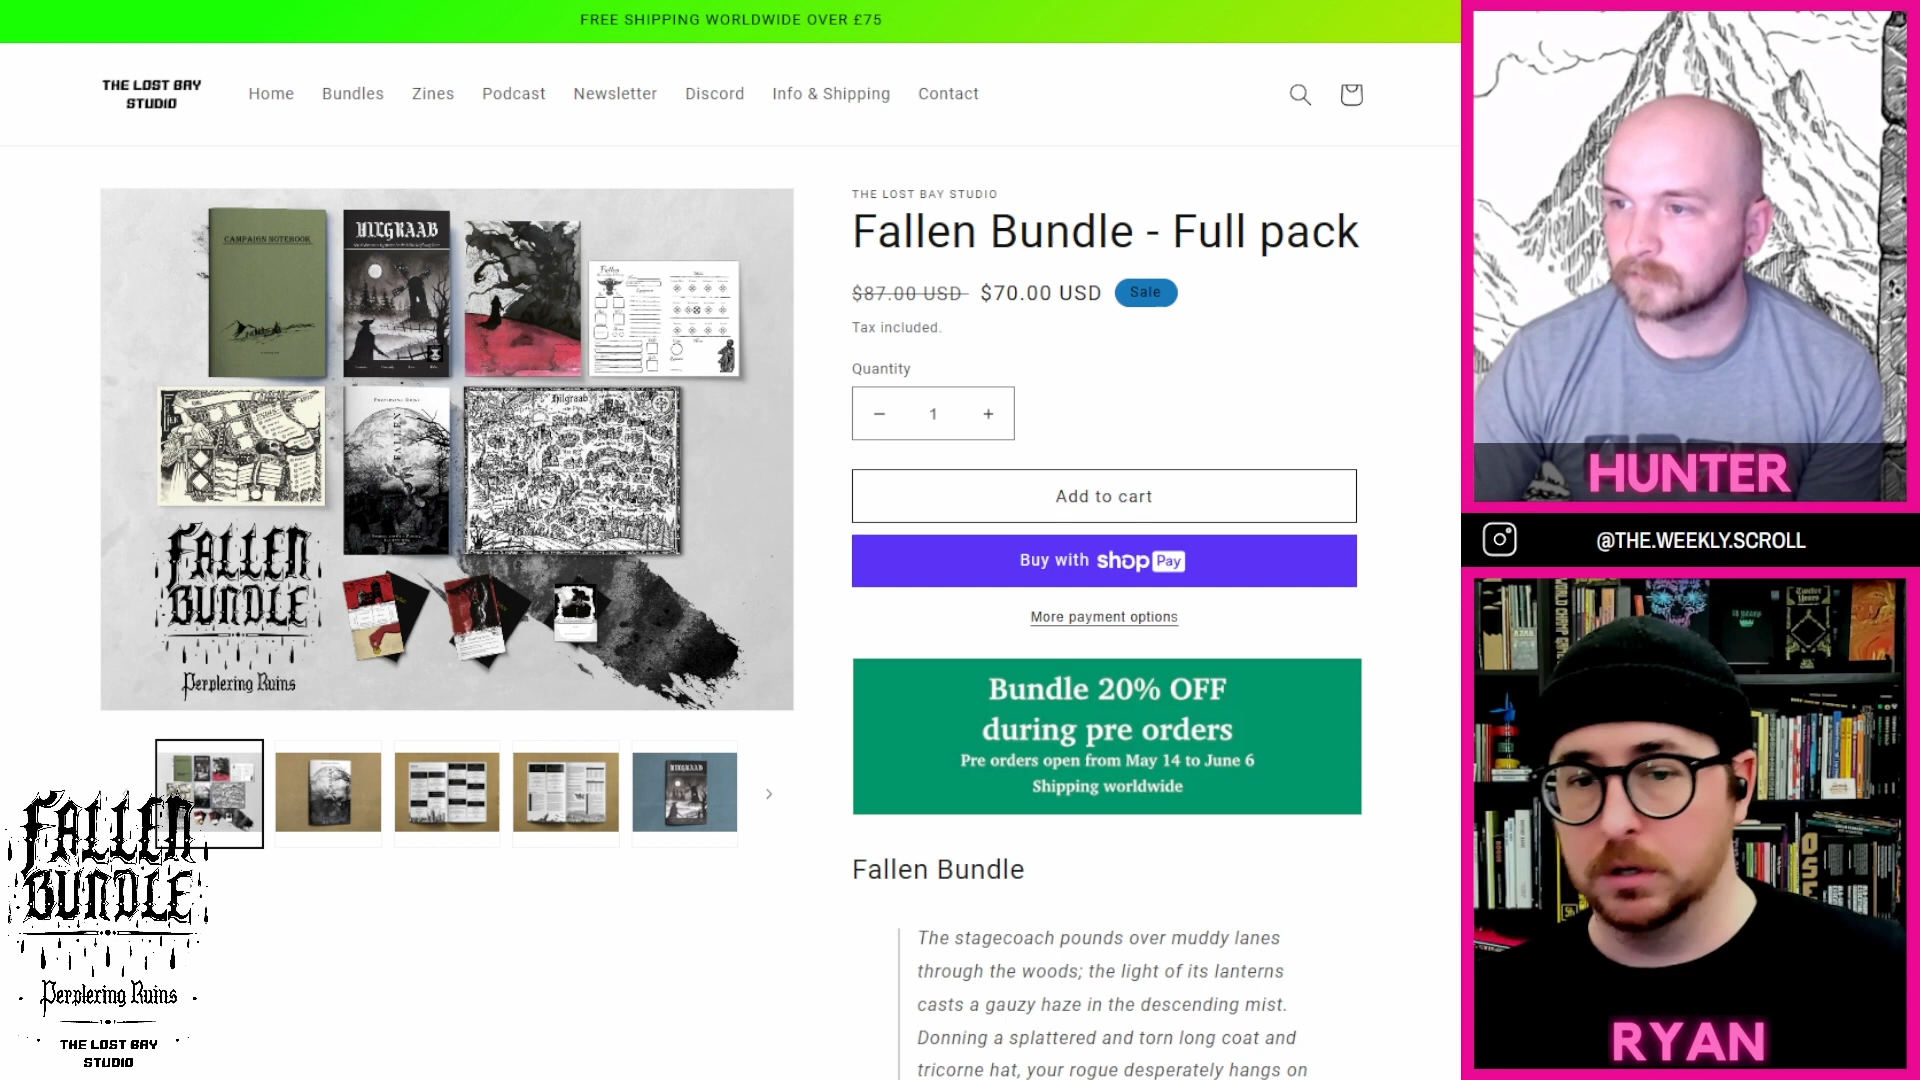 FREE SHIPPING WORLDWIDE OVER £75
THE LOST BAY
STUDIO
Home
Bundles
Zines
Podcast
Newsletter
Discord
Info & Shipping
Contact
CAMPAIGN NOTEBOOK
HILGRAAB
Fallen
Perplexing Ruins
FALLEN
Hilgraab
FALLEN
BUNDLE
Perplexing Ruins
THE LOST BAY STUDIO
Fallen Bundle - Full pack
$87.00 USD $70.00 USD Sale
Tax included.
Quantity
− 1 +
Add to cart
Buy with shop Pay
More payment options
Bundle 20% OFF
during pre orders
Pre orders open from May 14 to June 6
Shipping worldwide
HILGRAAB
Fallen Bundle
The stagecoach pounds over muddy lanes
through the woods; the light of its lanterns
casts a gauzy haze in the descending mist.
Donning a splattered and torn long coat and
tricorne hat, your rogue desperately hangs on
FALLEN
BUNDLE
Perplexing Ruins
THE LOST BAY
STUDIO
HUNTER
@THE.WEEKLY.SCROLL
RYAN